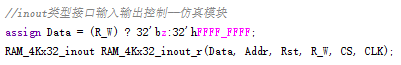 //inout类型接口输入输出控制—仿真模块
assign Data = (R_W) ? 32'bz:32'hFFFF_FFFF;
RAM_4Kx32_inout RAM_4Kx32_inout_r(Data, Addr, Rst, R_W, CS, CLK);